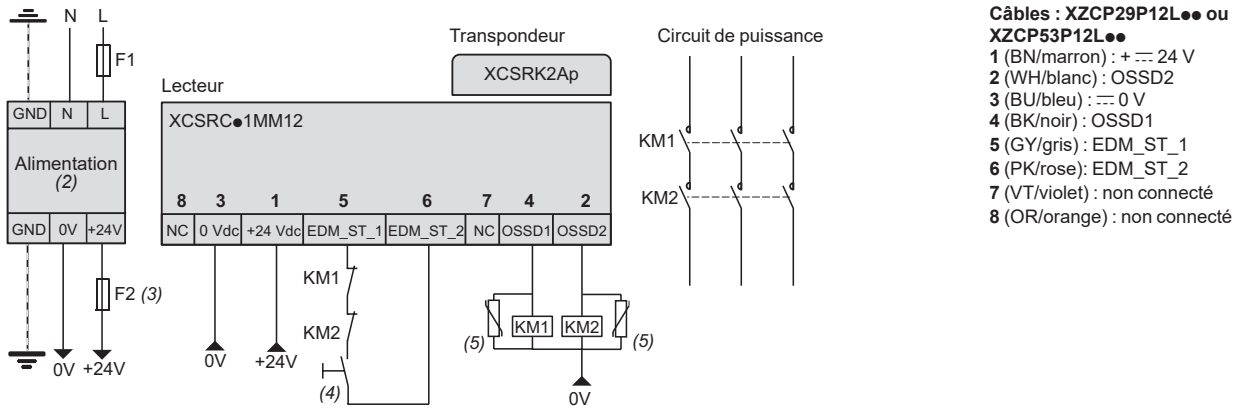 N L
F1
GND N L
Alimentation
(2)
GND 0V +24V
F2 (3)
0V +24V
Lecteur
Transpondeur
XCSRK2Ap
XCSRC●1MM12
8 3 1 5 6 7 4 2
NC 0 Vdc +24 Vdc EDM_ST_1 EDM_ST_2 NC OSSD1 OSSD2
KM1
KM2
(4)
0V +24V
KM1 KM2
(5) (5)
0V
Circuit de puissance
KM1
KM2
Câbles : XZCP29P12L●● ou
XZCP53P12L●●
1 (BN/marron) : + ⎓ 24 V
2 (WH/blanc) : OSSD2
3 (BU/bleu) : ⎓ 0 V
4 (BK/noir) : OSSD1
5 (GY/gris) : EDM_ST_1
6 (PK/rose): EDM_ST_2
7 (VT/violet) : non connecté
8 (OR/orange) : non connecté